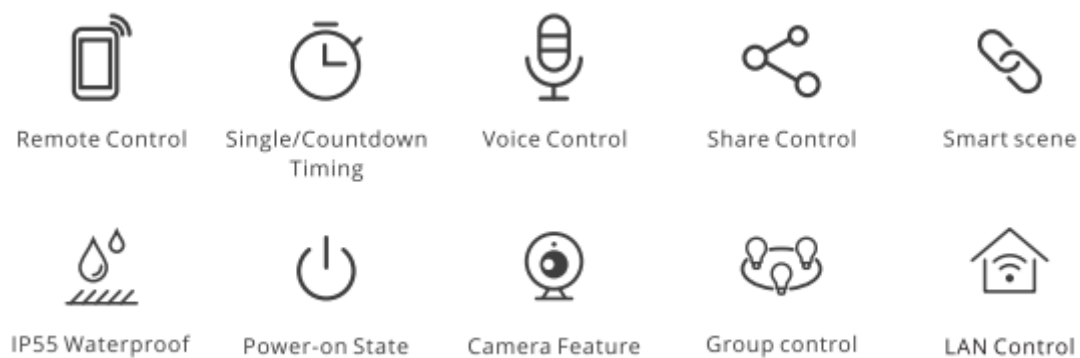 Remote Control
Single/Countdown
Timing
Voice Control
Share Control
Smart scene
IP55 Waterproof
Power-on State
Camera Feature
Group control
LAN Control